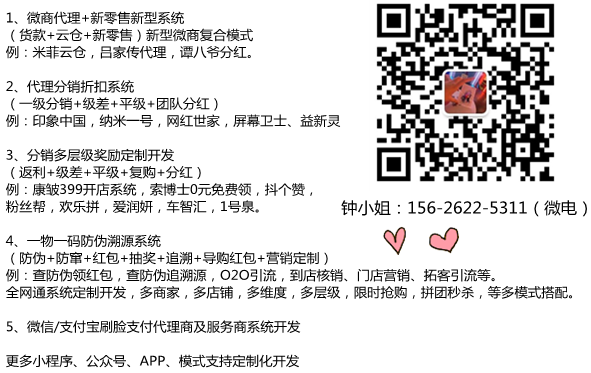 1、微商代理+新零售新型系统
（货款+云仓+新零售）新型微商复合模式
例：米菲云仓，吕家传代理，谭八爷分红。
2、代理分销折扣系统
（一级分销+级差+平级+团队分红）
例：印象中国，纳米一号，网红世家，屏幕卫士、益新灵
3、分销多层级奖励定制开发
（返利+级差+平级+复购+分红）
例：康皱399开店系统，索博士0元免费领，抖个赞，
粉丝帮，欢乐拼，爱润妍，车智汇，1号泉。
钟小姐：156-2622-5311（微电）
4、一物一码防伪溯源系统
（防伪+防窜+红包+抽奖+追溯+导购红包+营销定制）
例：查防伪领红包，查防伪追溯源，O2O引流，到店核销、门店营销、拓客引流等。
全网通系统定制开发，多商家，多店铺，多维度，多层级，限时抢购，拼团秒杀，等多模式搭配。
5、微信/支付宝刷脸支付代理商及服务商系统开发
更多小程序、公众号、APP、模式支持定制化开发